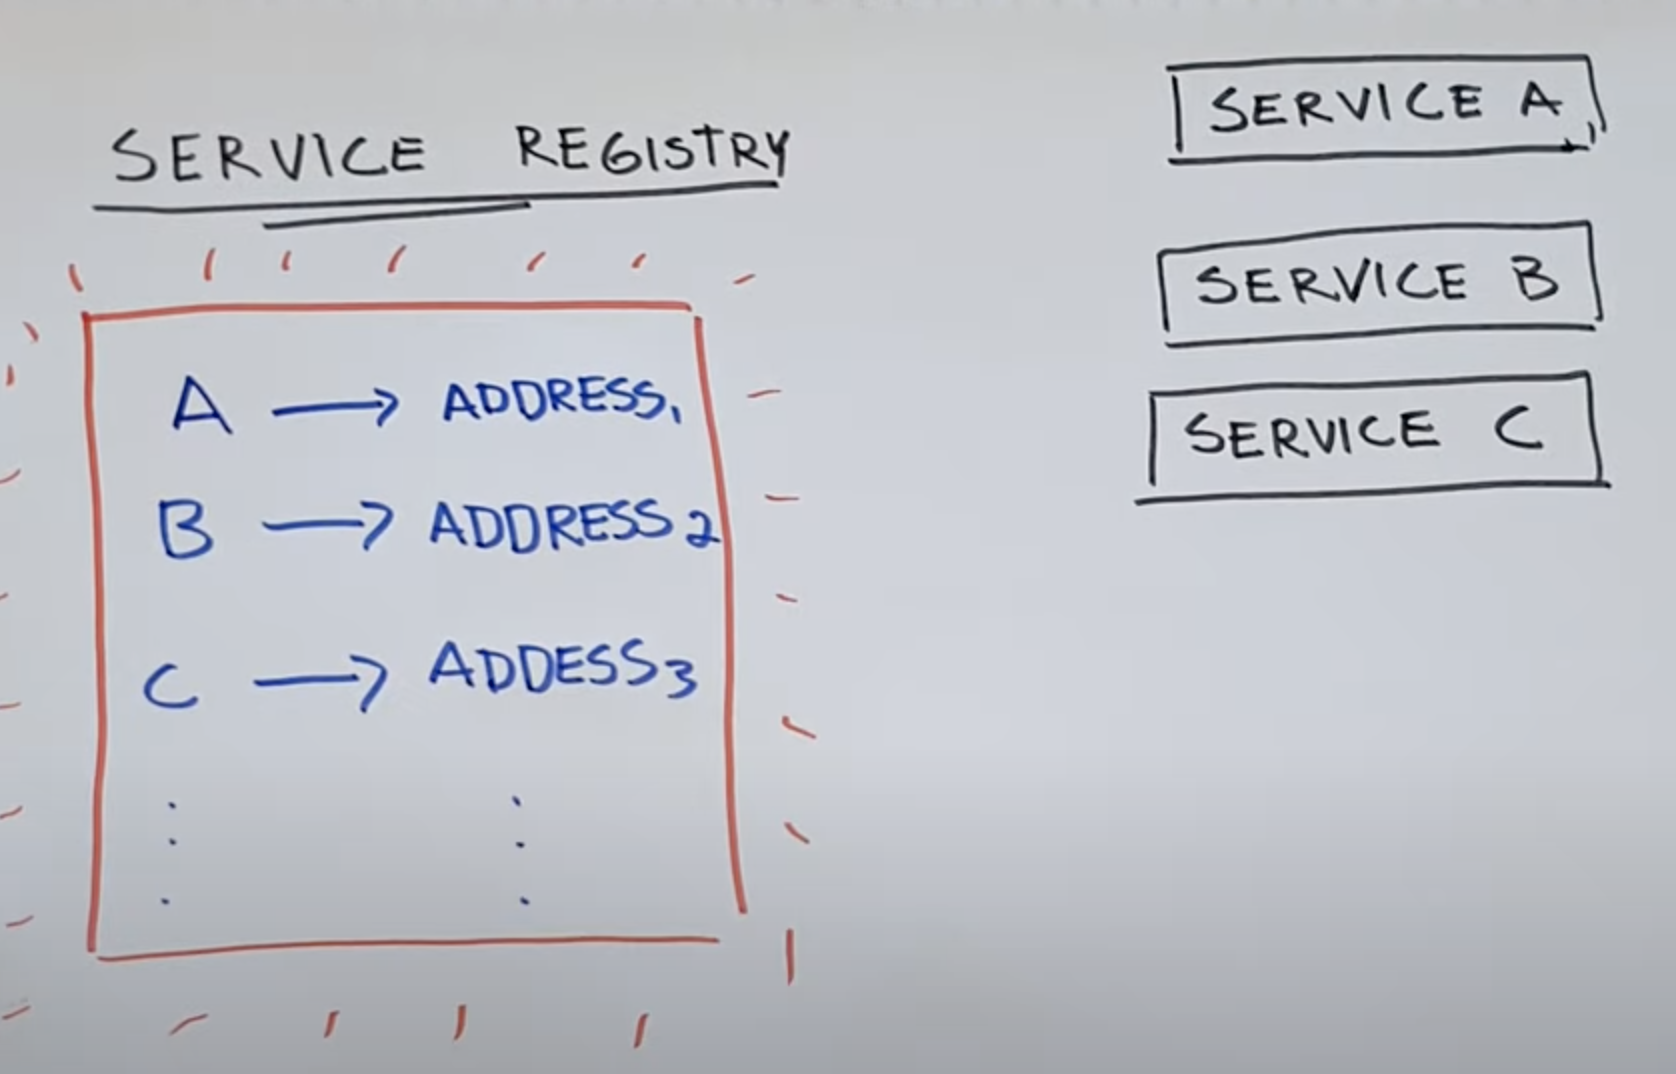 SERVICE REGISTRY
A → ADDRESS1
B → ADDRESS2
C → ADDESS3
SERVICE A
SERVICE B
SERVICE C